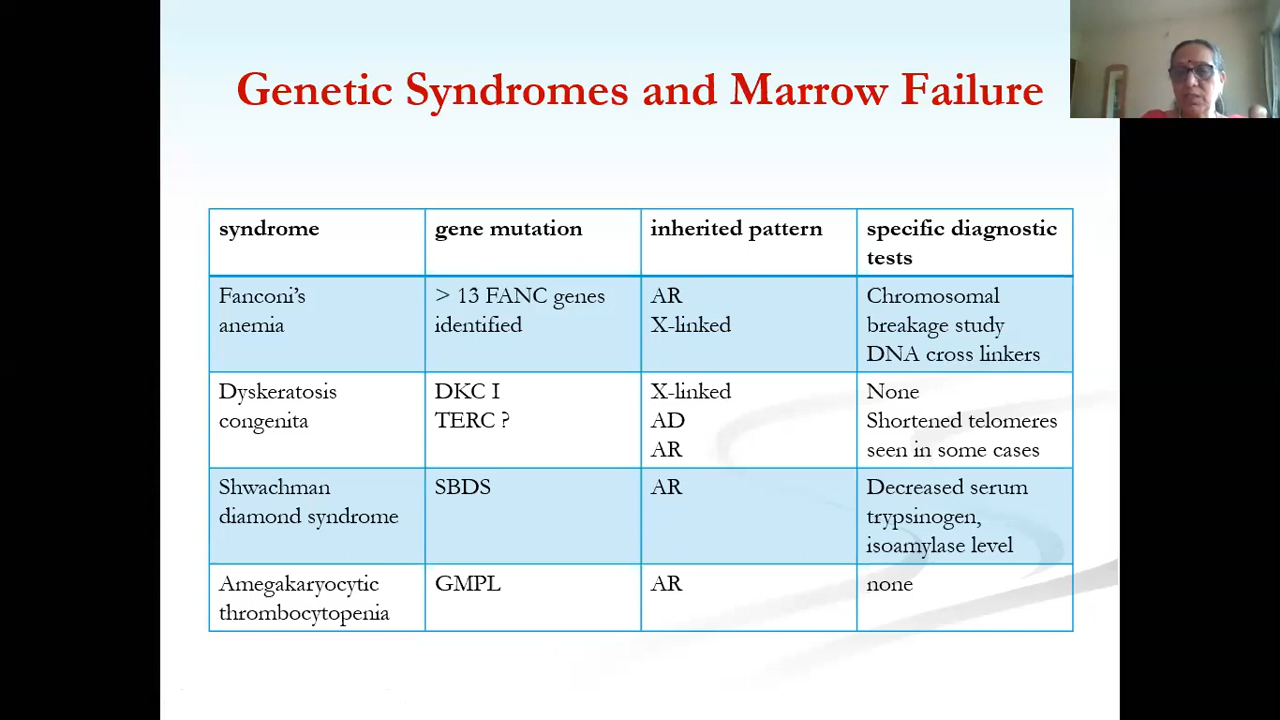 Genetic Syndromes and Marrow Failure
syndrome
gene mutation
inherited pattern
specific diagnostic
tests
Fanconi’s
anemia
> 13 FANC genes
identified
AR
X-linked
Chromosomal
breakage study
DNA cross linkers
Dyskeratosis
congenita
DKC I
TERC ?
X-linked
AD
AR
None
Shortened telomeres
seen in some cases
Shwachman
diamond syndrome
SBDS
AR
Decreased serum
trypsinogen,
isoamylase level
Amegakaryocytic
thrombocytopenia
GMPL
AR
none